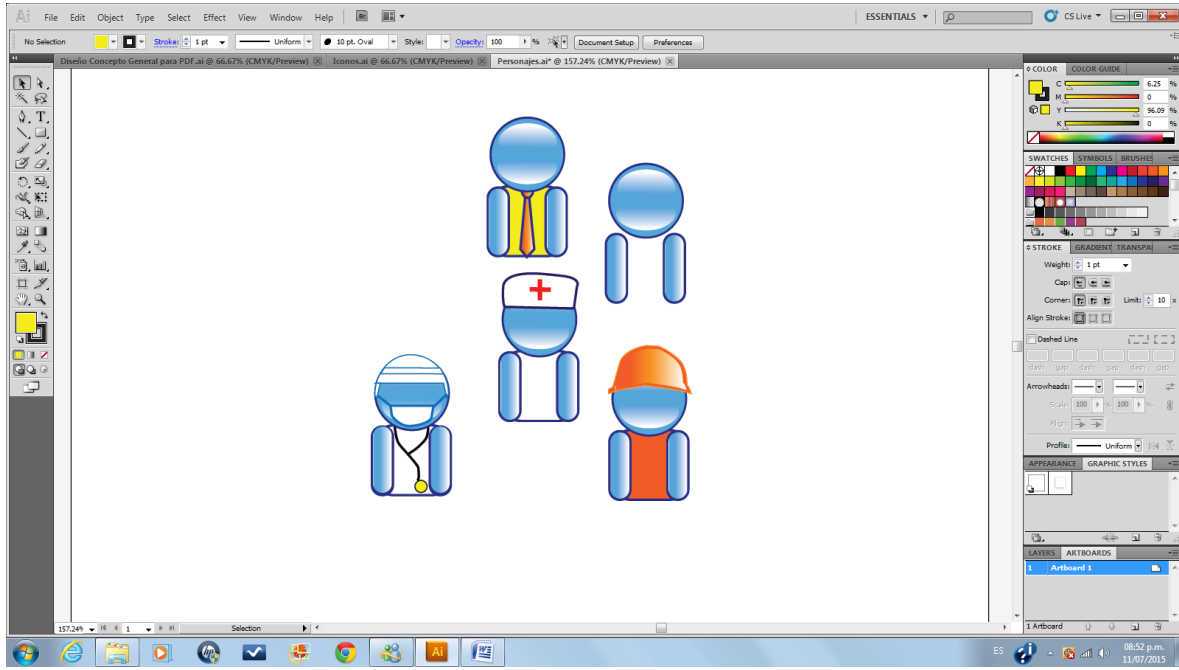 Ai File Edit Object Type Select Effect View Window Help Br ESSENTIALS CS Live
No Selection Stroke: 1 pt Uniform 10 pt. Oval Style: Opacity: 100 % Document Setup Preferences
Diseño Concepto General para PDF.ai @ 66.67% (CMYK/Preview) Iconos.ai @ 66.67% (CMYK/Preview) Personajes.ai* @ 157.24% (CMYK/Preview)
COLOR COLOR GUIDE
C 6.25 %
M 0 %
Y 96.09 %
K 0 %
SWATCHES SYMBOLS BRUSHES
STROKE GRADIENT TRANSPA
Weight: 1 pt
Cap:
Corner: Limit: 10 x
Align Stroke:
Dashed Line
dash gap dash gap dash gap
Arrowheads:
Scale: 100 % 100 %
Align:
Profile: Uniform
APPEARANCE GRAPHIC STYLES
LAYERS ARTBOARDS
1 Artboard 1
157.24% 1 Selection
1 Artboard
hp Ai W ES 08:52 p.m.
11/07/2015